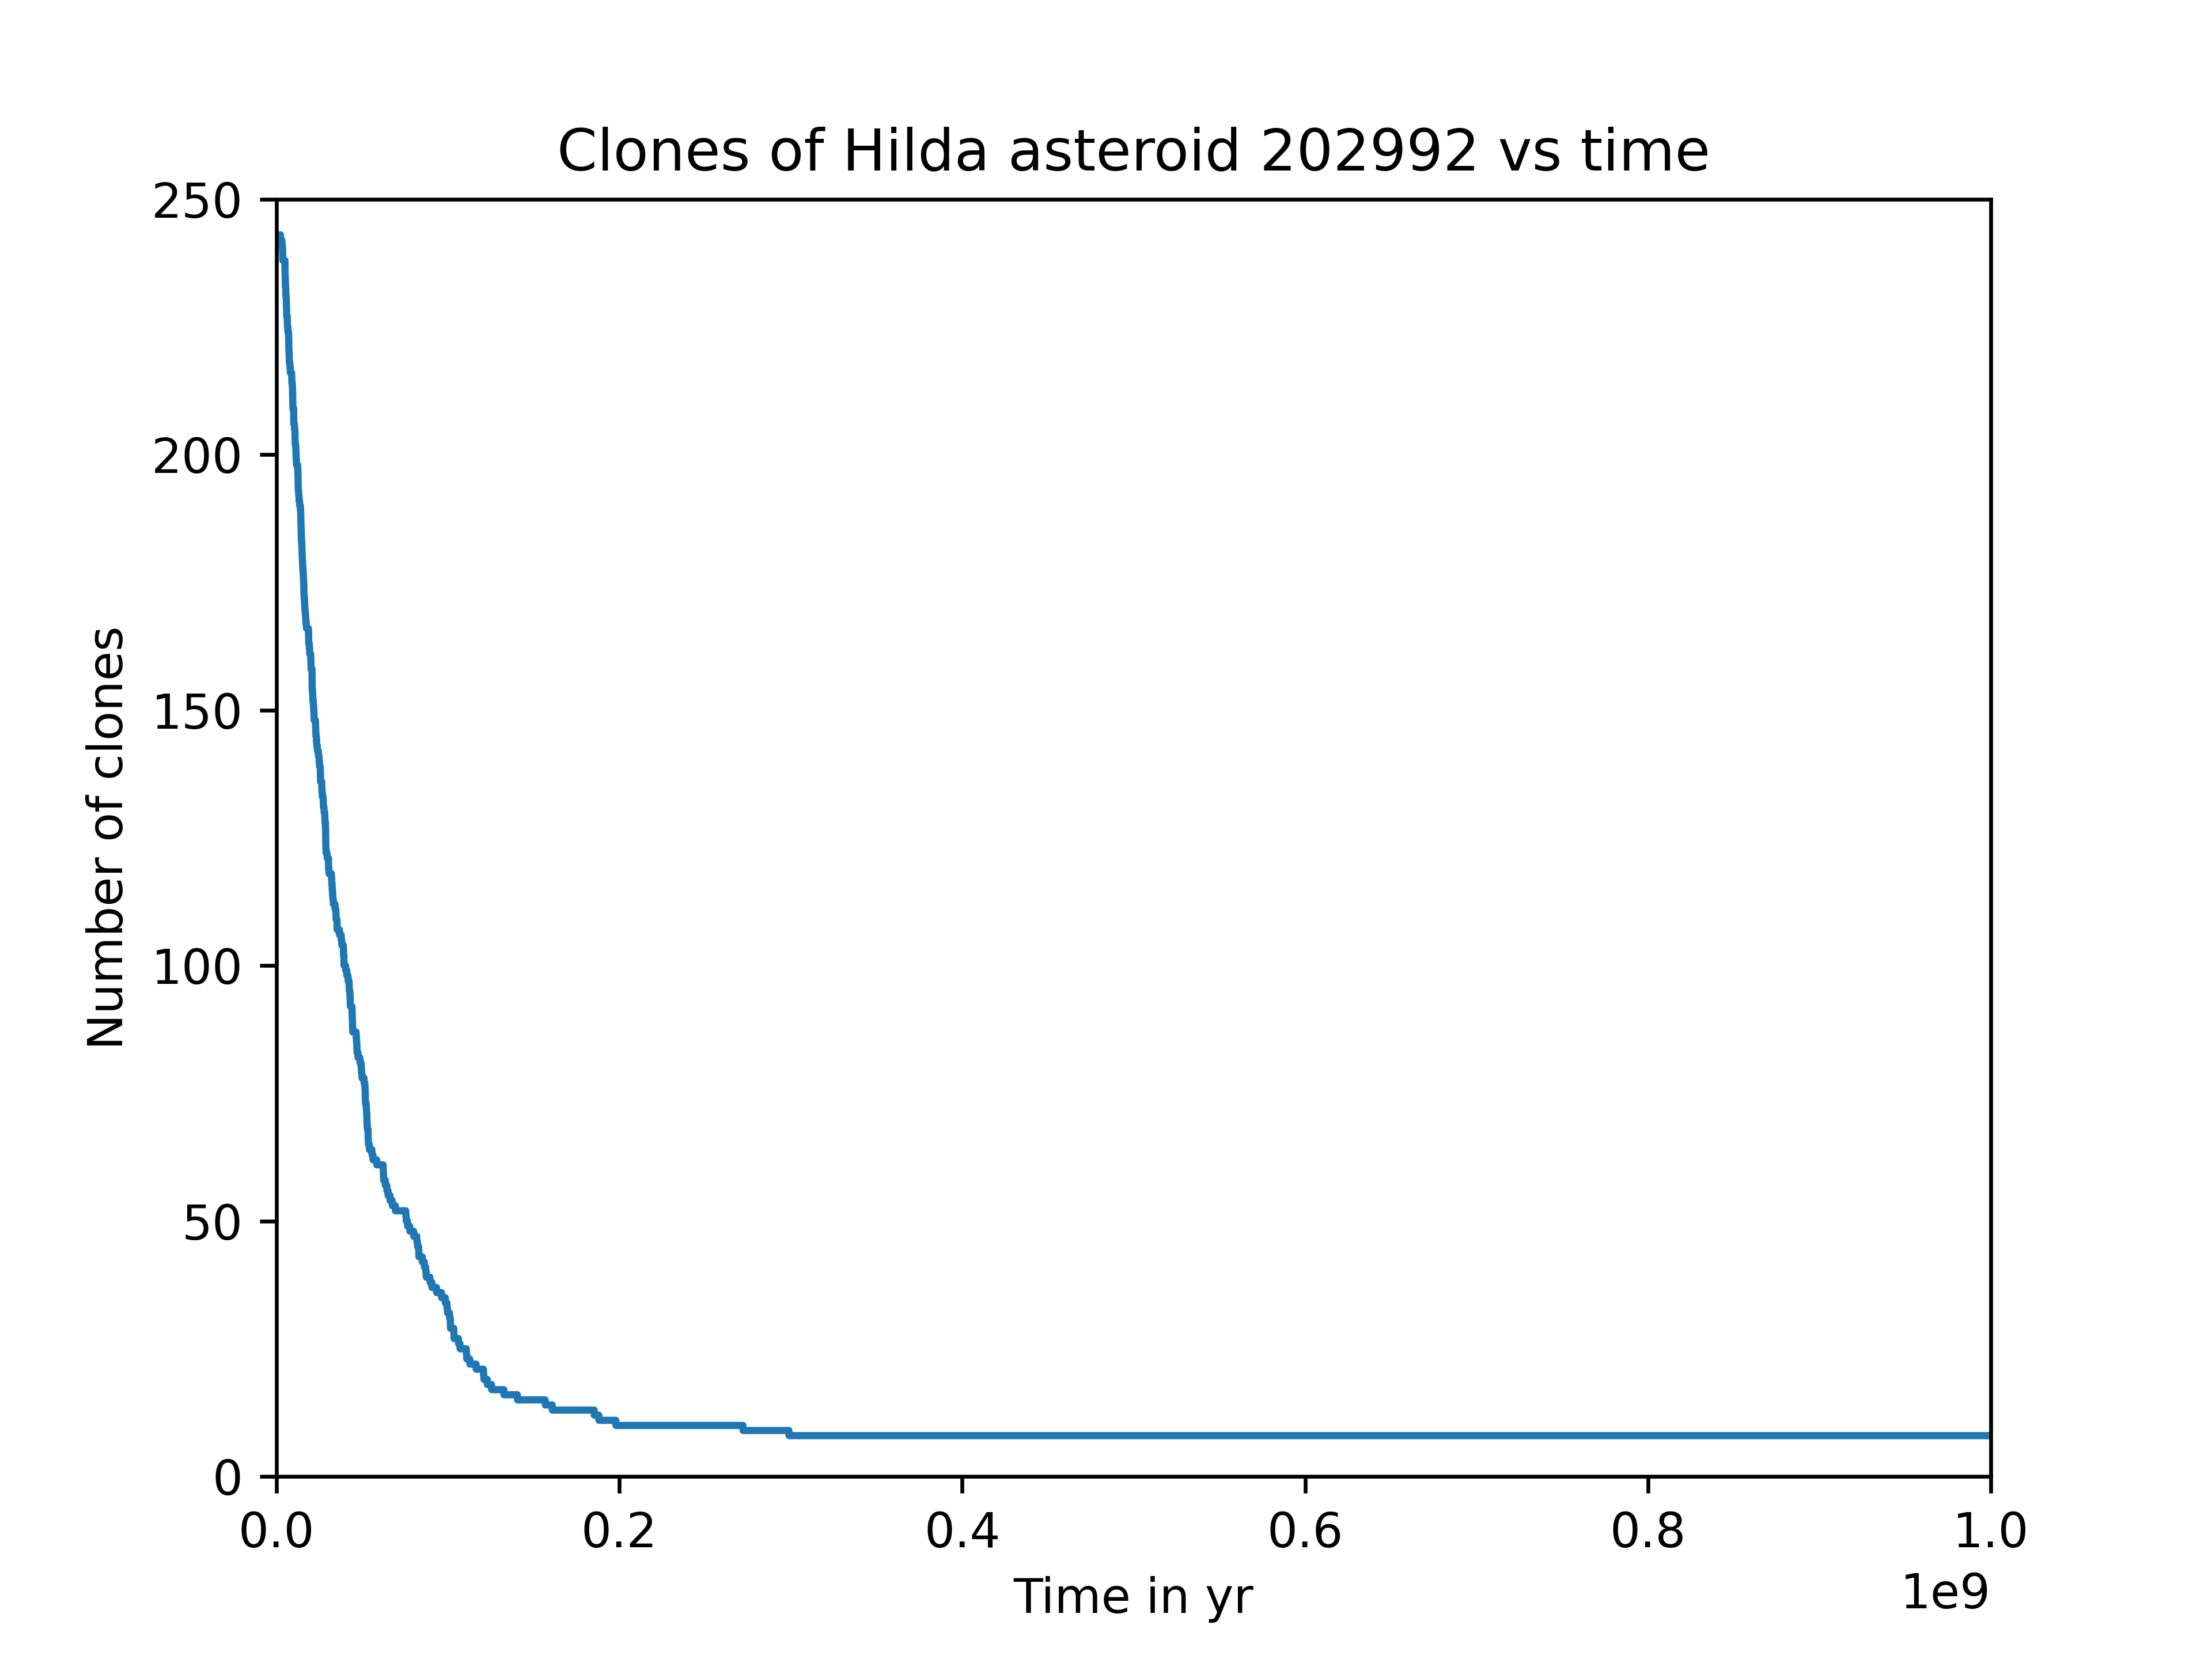 Clones of Hilda asteroid 202992 vs time
250
200
150
100
50
0
Number of clones
0.0 0.2 0.4 0.6 0.8 1.0
Time in yr
1e9